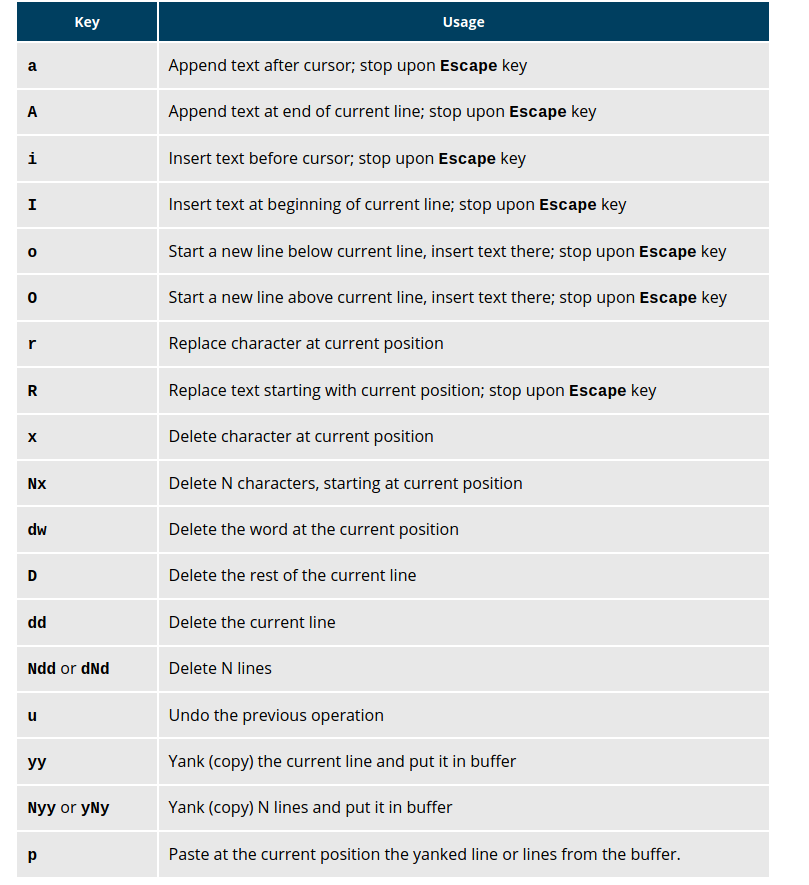 Key Usage
a Append text after cursor; stop upon Escape key
A Append text at end of current line; stop upon Escape key
i Insert text before cursor; stop upon Escape key
I Insert text at beginning of current line; stop upon Escape key
o Start a new line below current line, insert text there; stop upon Escape key
O Start a new line above current line, insert text there; stop upon Escape key
r Replace character at current position
R Replace text starting with current position; stop upon Escape key
x Delete character at current position
Nx Delete N characters, starting at current position
dw Delete the word at the current position
D Delete the rest of the current line
dd Delete the current line
Ndd or dNd Delete N lines
u Undo the previous operation
yy Yank (copy) the current line and put it in buffer
Nyy or yNy Yank (copy) N lines and put it in buffer
p Paste at the current position the yanked line or lines from the buffer.